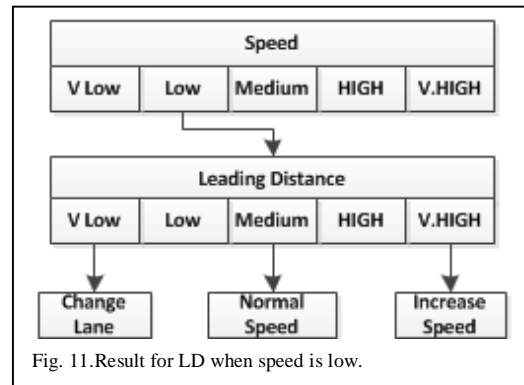 Speed
V Low Low Medium HIGH V.HIGH
Leading Distance
V Low Low Medium HIGH V.HIGH
Change Lane
Normal Speed
Increase Speed
Fig. 11.Result for LD when speed is low.